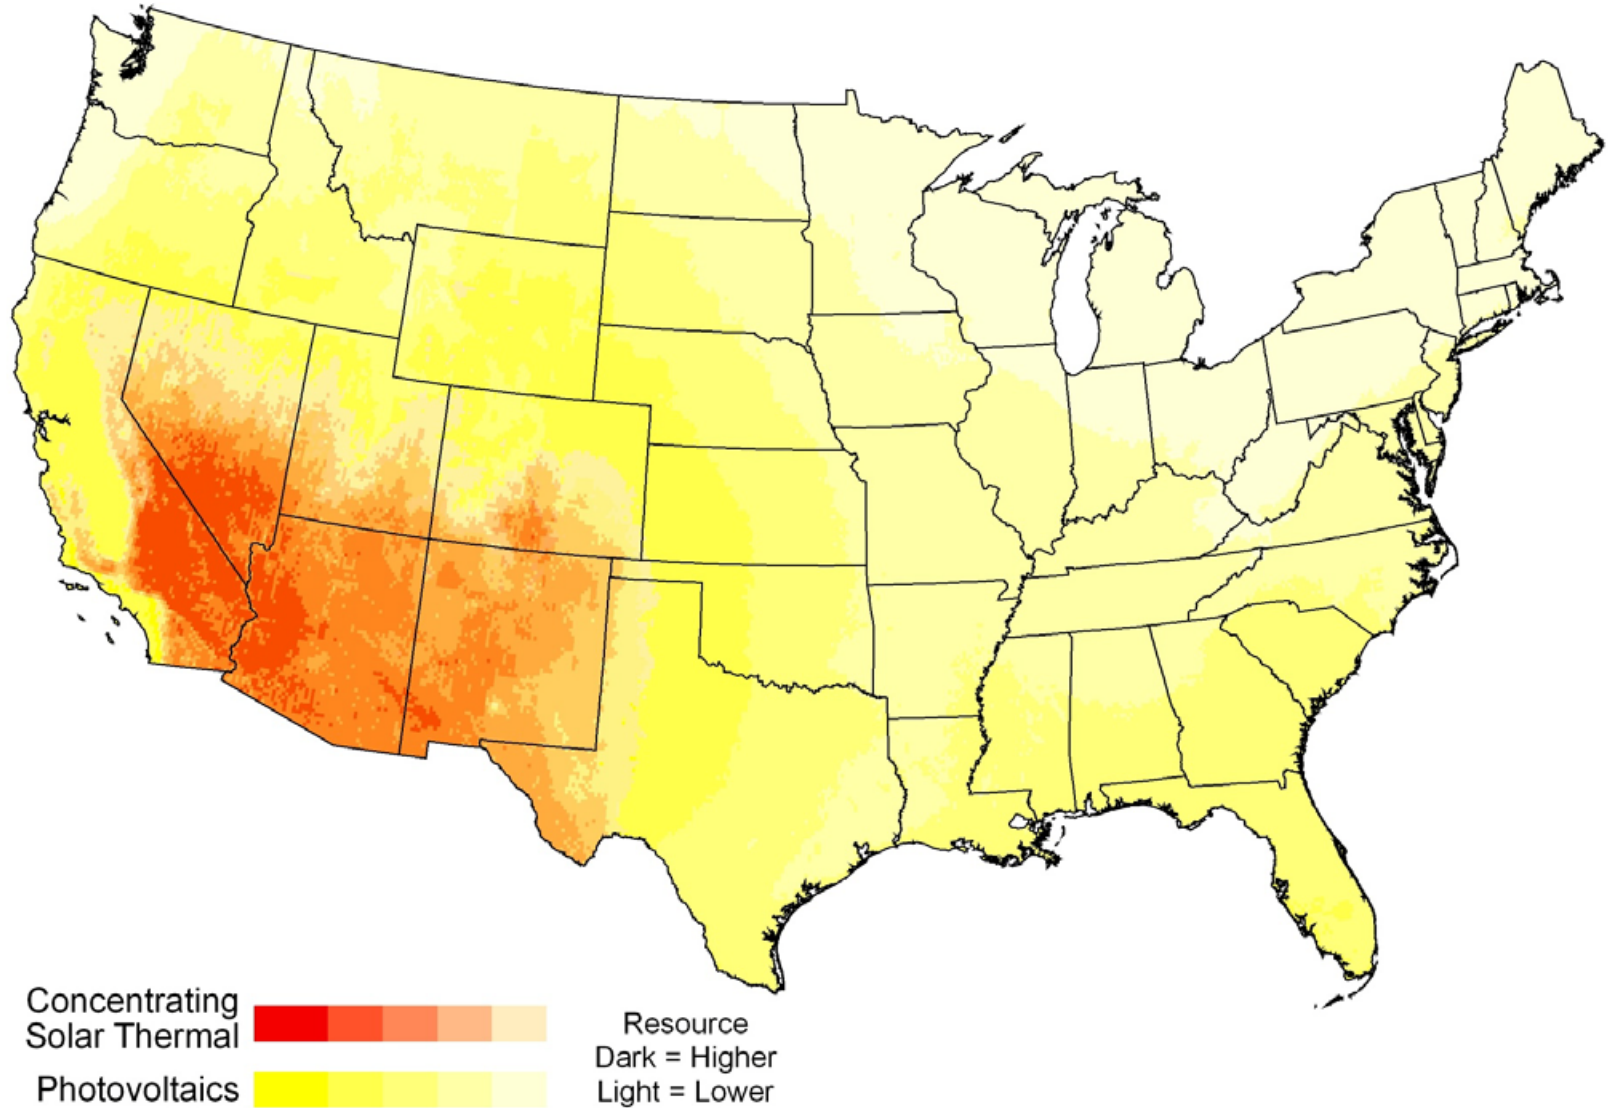 Concentrating
Solar Thermal
Photovoltaics
Resource
Dark = Higher
Light = Lower